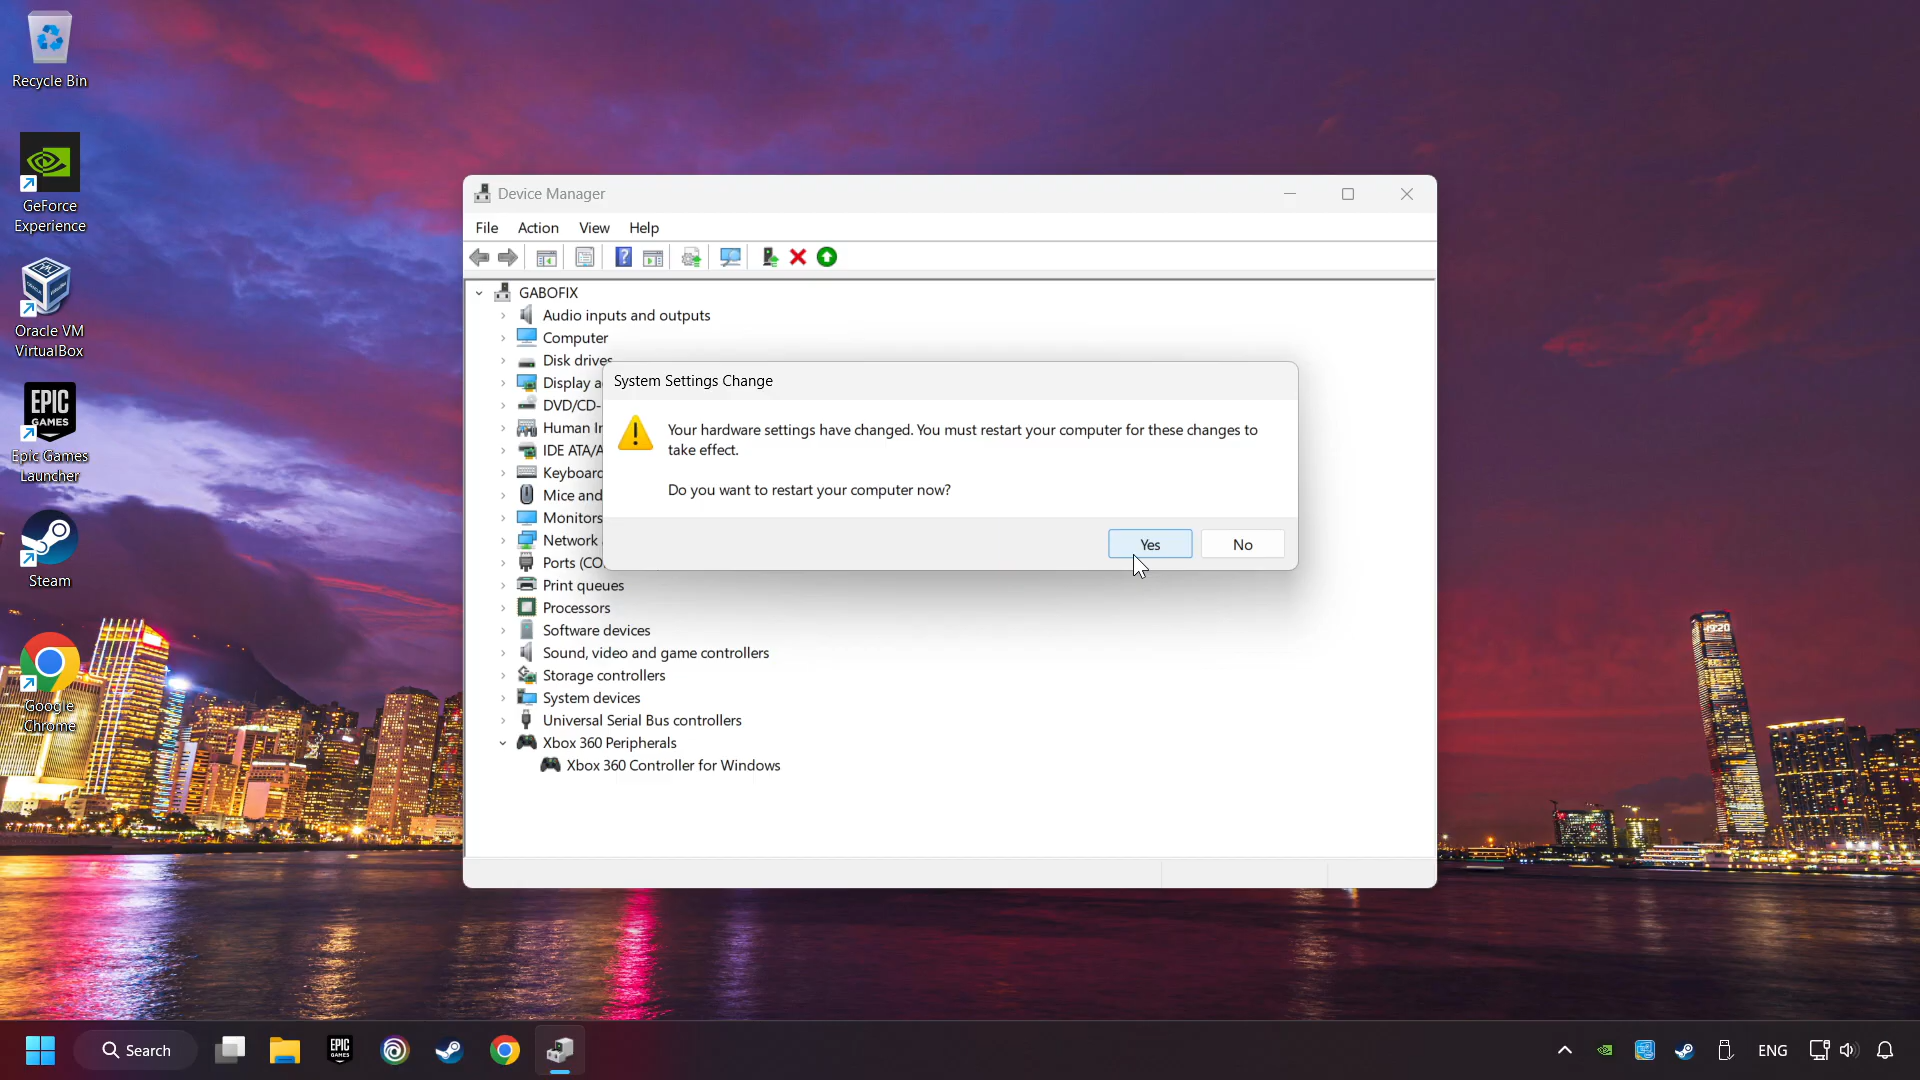 Recycle Bin
GeForce
Experience
Oracle VM
VirtualBox
EPIC
GAMES
Epic Games
Launcher
Steam
Google
Chrome
Device Manager
File Action View Help
GABOFIX
Audio inputs and outputs
Computer
Disk drives
Display a
DVD/CD-
Human In
IDE ATA/A
Keyboard
Mice and
Monitors
Network
Ports (CO
Print queues
Processors
Software devices
Sound, video and game controllers
Storage controllers
System devices
Universal Serial Bus controllers
Xbox 360 Peripherals
Xbox 360 Controller for Windows
System Settings Change
Your hardware settings have changed. You must restart your computer for these changes to
take effect.
Do you want to restart your computer now?
Yes No
Search
EPIC
GAMES
ENG